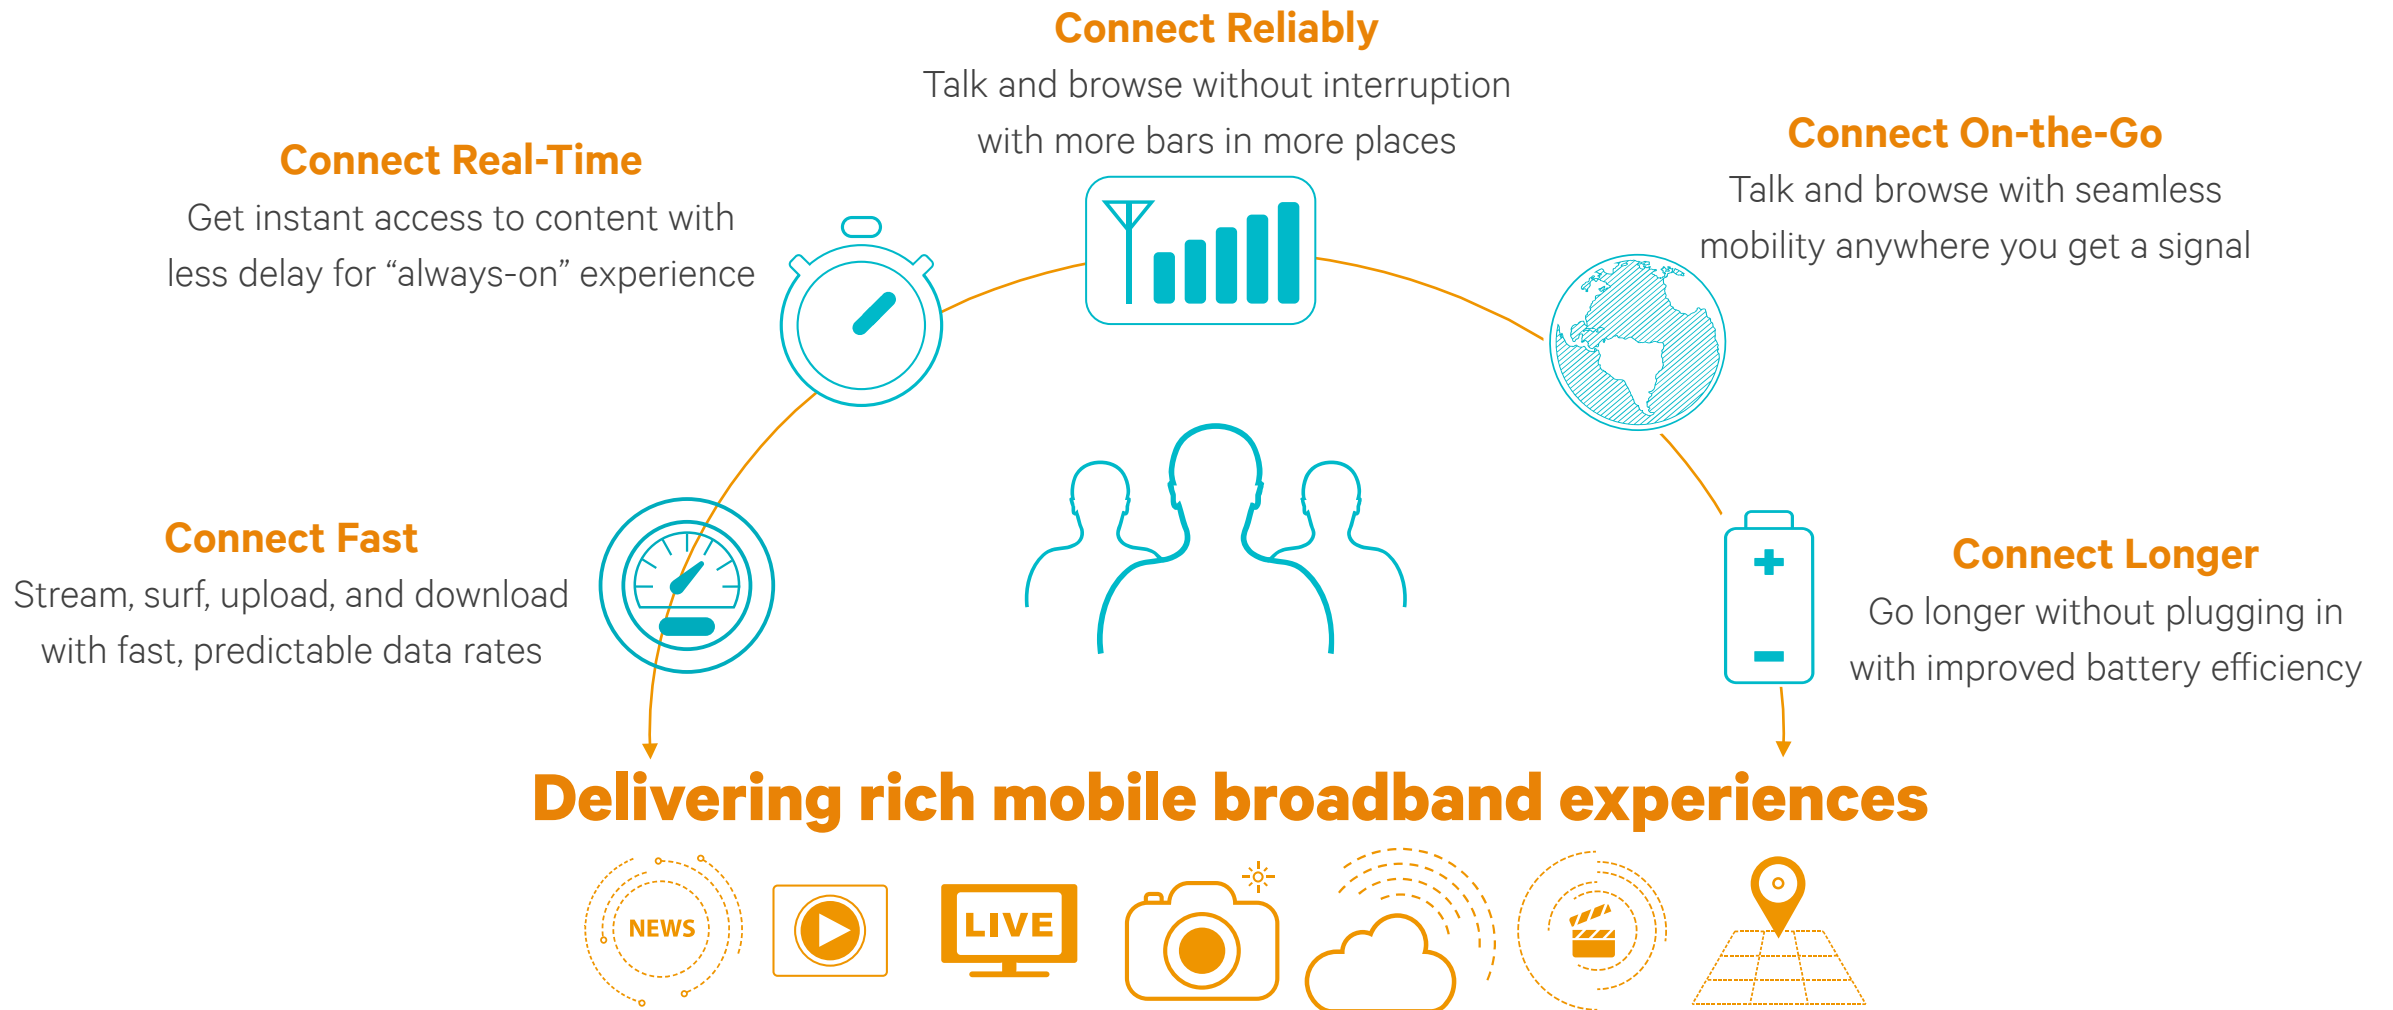 Connect Reliably
Talk and browse without interruption
with more bars in more places
Connect Real-Time
Get instant access to content with
less delay for “always-on” experience
Connect On-the-Go
Talk and browse with seamless
mobility anywhere you get a signal
Connect Fast
Stream, surf, upload, and download
with fast, predictable data rates
Connect Longer
Go longer without plugging in
with improved battery efficiency
Delivering rich mobile broadband experiences
NEWS
LIVE